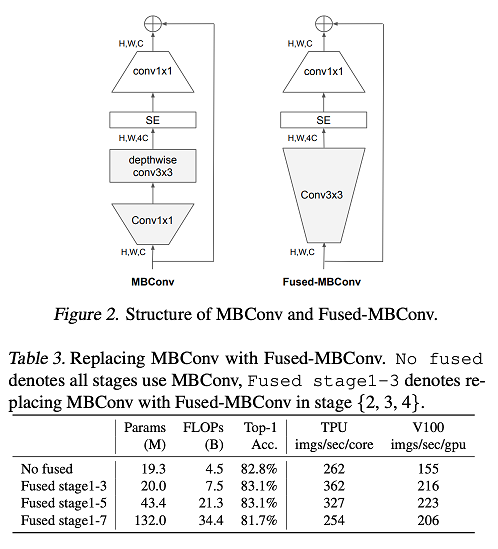 H,W,C
conv1x1
SE
H,W,4C
depthwise
conv3x3
Conv1x1
H,W,C
MBConv
H,W,C
conv1x1
SE
H,W,4C
Conv3x3
H,W,C
Fused-MBConv
Figure 2. Structure of MBConv and Fused-MBConv.
Table 3. Replacing MBConv with Fused-MBConv. No fused
denotes all stages use MBConv, Fused stage1-3 denotes re-
placing MBConv with Fused-MBConv in stage {2, 3, 4}.
Params FLOPs Top-1 TPU V100
(M) (B) Acc. imgs/sec/core imgs/sec/gpu
No fused 19.3 4.5 82.8% 262 155
Fused stage1-3 20.0 7.5 83.1% 362 216
Fused stage1-5 43.4 21.3 83.1% 327 223
Fused stage1-7 132.0 34.4 81.7% 254 206